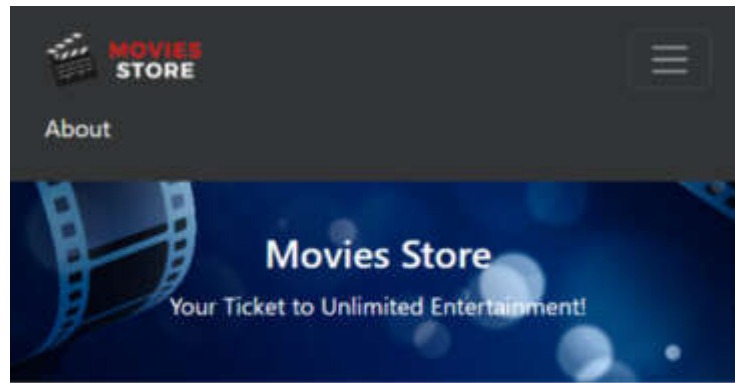 MOVIES
STORE
About
Movies Store
Your Ticket to Unlimited Entertainment!